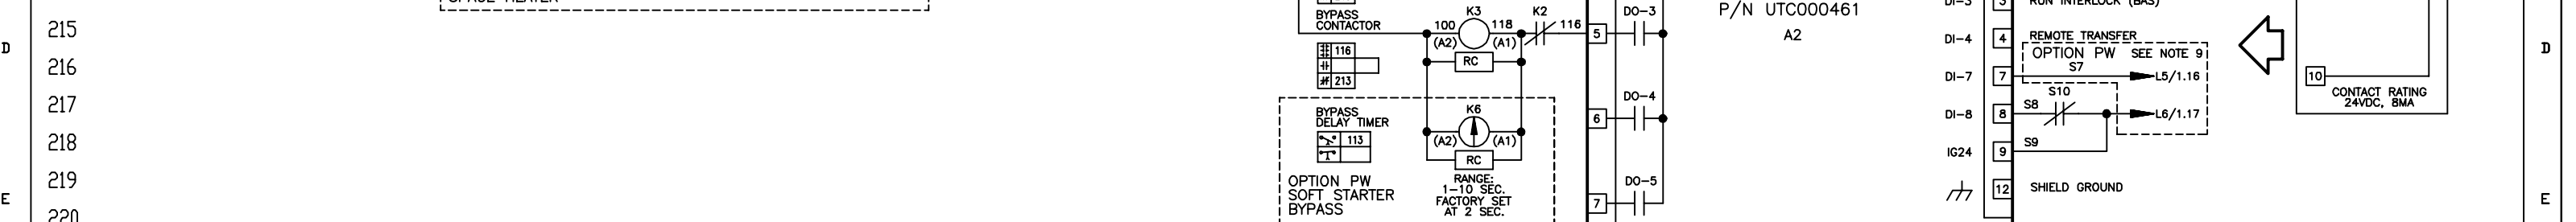 D
215
216
217
218
219
E
220
BYPASS
CONTACTOR
116
213
100
K3
118
K2
116
5
DO-3
(A2)
(A1)
RC
BYPASS
DELAY TIMER
113
OPTION PW
SOFT STARTER
BYPASS
K6
(A2)
(A1)
RC
RANGE:
1-10 SEC.
FACTORY SET
AT 2 SEC.
DO-4
6
DO-5
7
P/N UTC000461
A2
DI-3
3
RUN INTERLOCK (BAS)
DI-4
4
REMOTE TRANSFER
OPTION PW SEE NOTE 9
DI-7
7
S7
L5/1.16
DI-8
8
S8
S10
L6/1.17
IG24
9
S9
12
SHIELD GROUND
10
CONTACT RATING
24VDC, 8MA
D
E